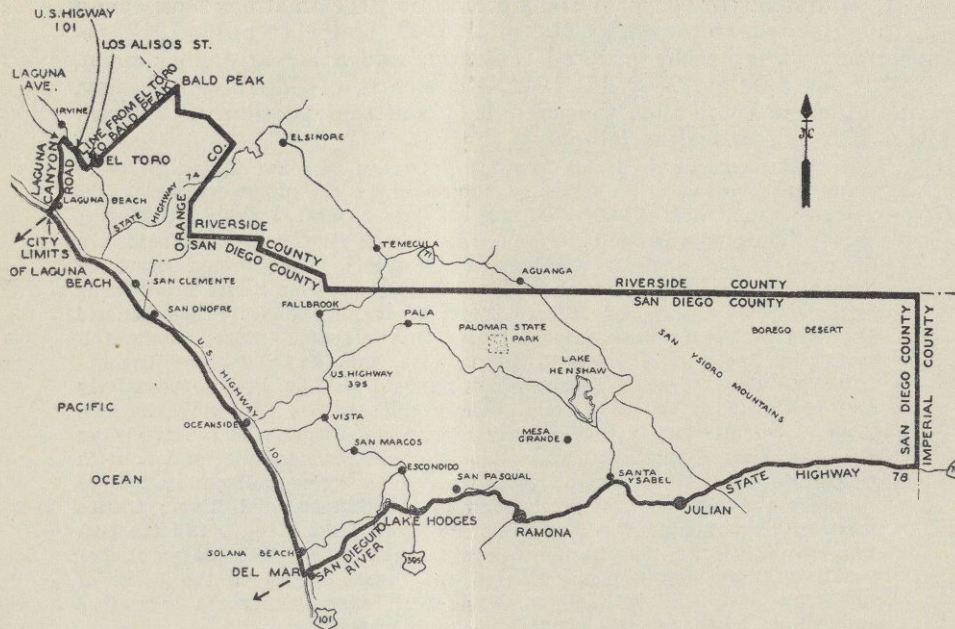 U.S. HIGWAY
101
LOS ALISOS ST.
LAGUNA
AVE.
IRVINE
BALD PEAK
LINE FROM EL TORO
TO BALD PEAK
EL TORO
LAGUNA
CANYON
ROAD
LAGUNA BEACH
CITY
LIMITS
OF LAGUNA
BEACH
STATE HIGHWAY 74
ORANGE CO.
ELSINORE
RIVERSIDE COUNTY
SAN DIEGO COUNTY
TEMECULA
71
AGUANGA
RIVERSIDE COUNTY
SAN DIEGO COUNTY
SAN CLEMENTE
SAN ONOFRE
FALLBROOK
PALA
PALOMAR STATE
PARK
BOREGO DESERT
SAN YSIDRO MOUNTAINS
LAKE
HENSHAW
SAN DIEGO COUNTY
IMPERIAL COUNTY
U.S. HIGHWAY
101
U.S. HIGHWAY
395
PACIFIC
OCEAN
OCEANSIDE
VISTA
SAN MARCOS
MESA
GRANDE
ESCONDIDO
SAN PASQUAL
SANTA
YSABEL
STATE HIGHWAY 78
JULIAN
LAKE HODGES
RAMONA
SOLANA BEACH
SAN DIEGUITO
RIVER
DEL MAR
395
101